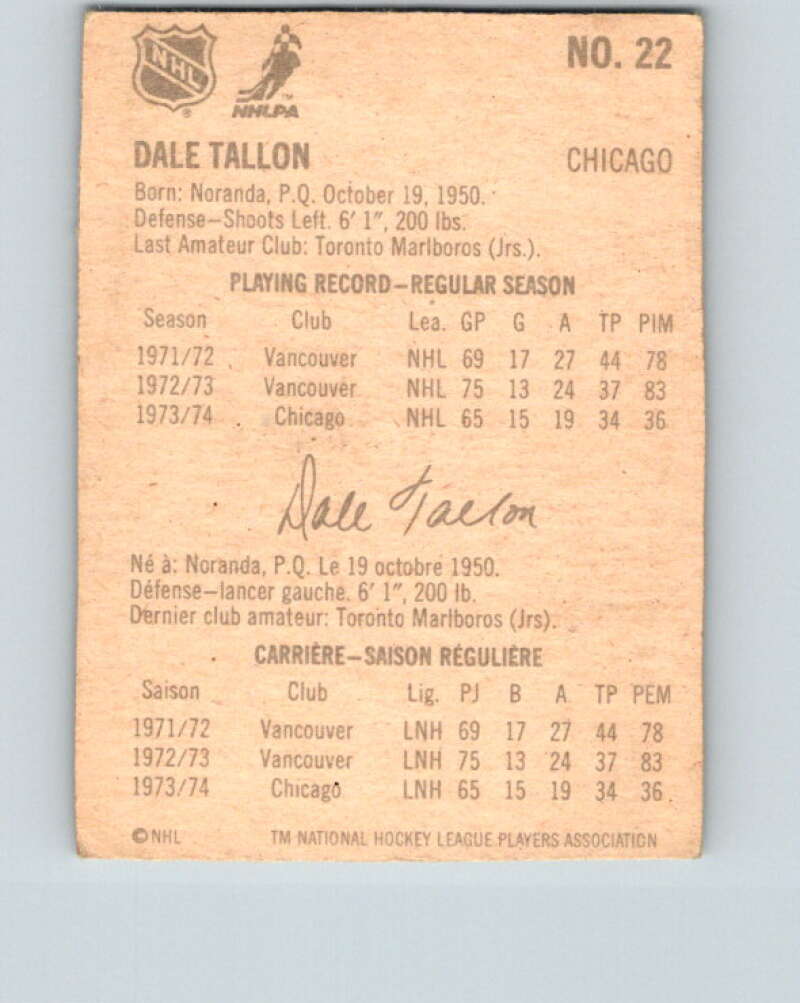 NHL
NHLPA
NO. 22
DALE TALLON CHICAGO
Born: Noranda, P.Q. October 19, 1950.
Defense—Shoots Left. 6' 1", 200 lbs.
Last Amateur Club: Toronto Marlboros (Jrs.).
PLAYING RECORD—REGULAR SEASON
Season Club Lea. GP G A TP PIM
1971/72 Vancouver NHL 69 17 27 44 78
1972/73 Vancouver NHL 75 13 24 37 83
1973/74 Chicago NHL 65 15 19 34 36
Dale Tallon
Né à: Noranda, P.Q. Le 19 octobre 1950.
Défense—lancer gauche. 6' 1", 200 lb.
Dernier club amateur: Toronto Marlboros (Jrs).
CARRIÈRE—SAISON RÉGULIÈRE
Saison Club Lig. PJ B A TP PEM
1971/72 Vancouver LNH 69 17 27 44 78
1972/73 Vancouver LNH 75 13 24 37 83
1973/74 Chicago LNH 65 15 19 34 36
©NHL TM NATIONAL HOCKEY LEAGUE PLAYERS ASSOCIATION